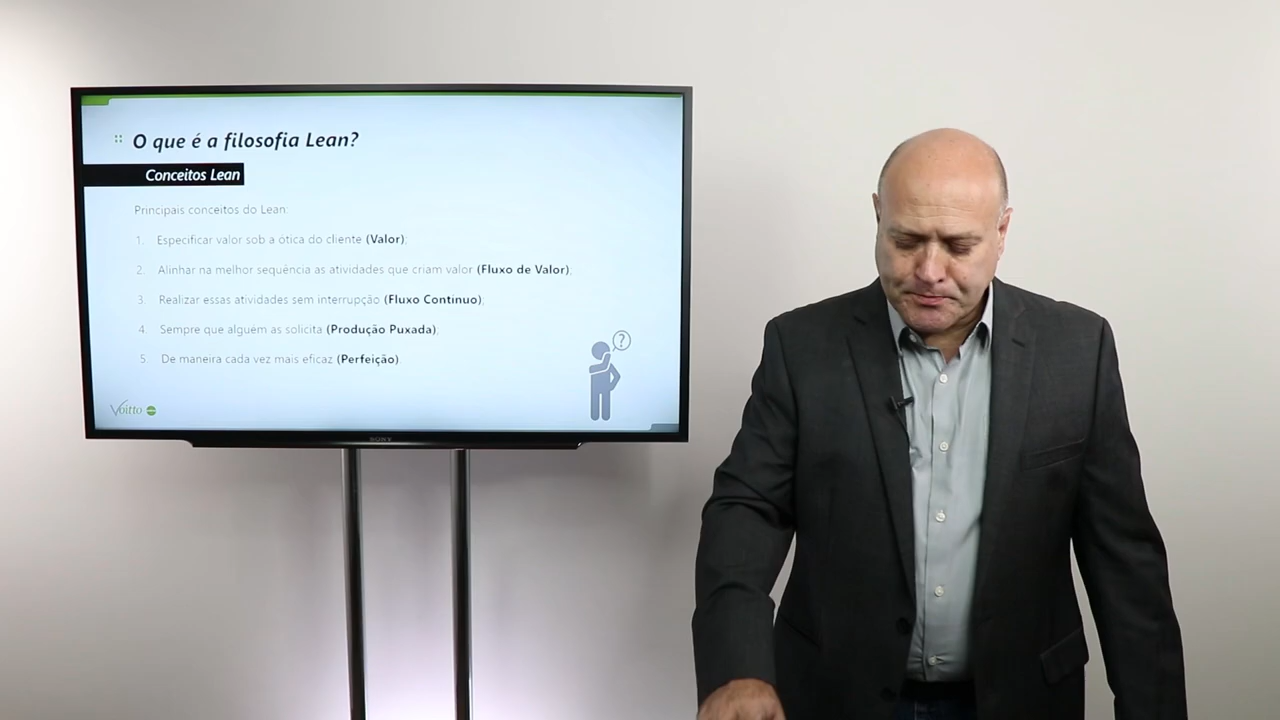 O que é a filosofia Lean?
Conceitos Lean
Principais conceitos do Lean:
1. Especificar valor sob a ótica do cliente (Valor);
2. Alinhar na melhor sequência as atividades que criam valor (Fluxo de Valor),
3. Realizar essas atividades sem interrupção (Fluxo Contínuo),
4. Sempre que alguém as solicita (Produção Puxada),
5. De maneira cada vez mais eficaz (Perfeição).
?
Voitto
SONY